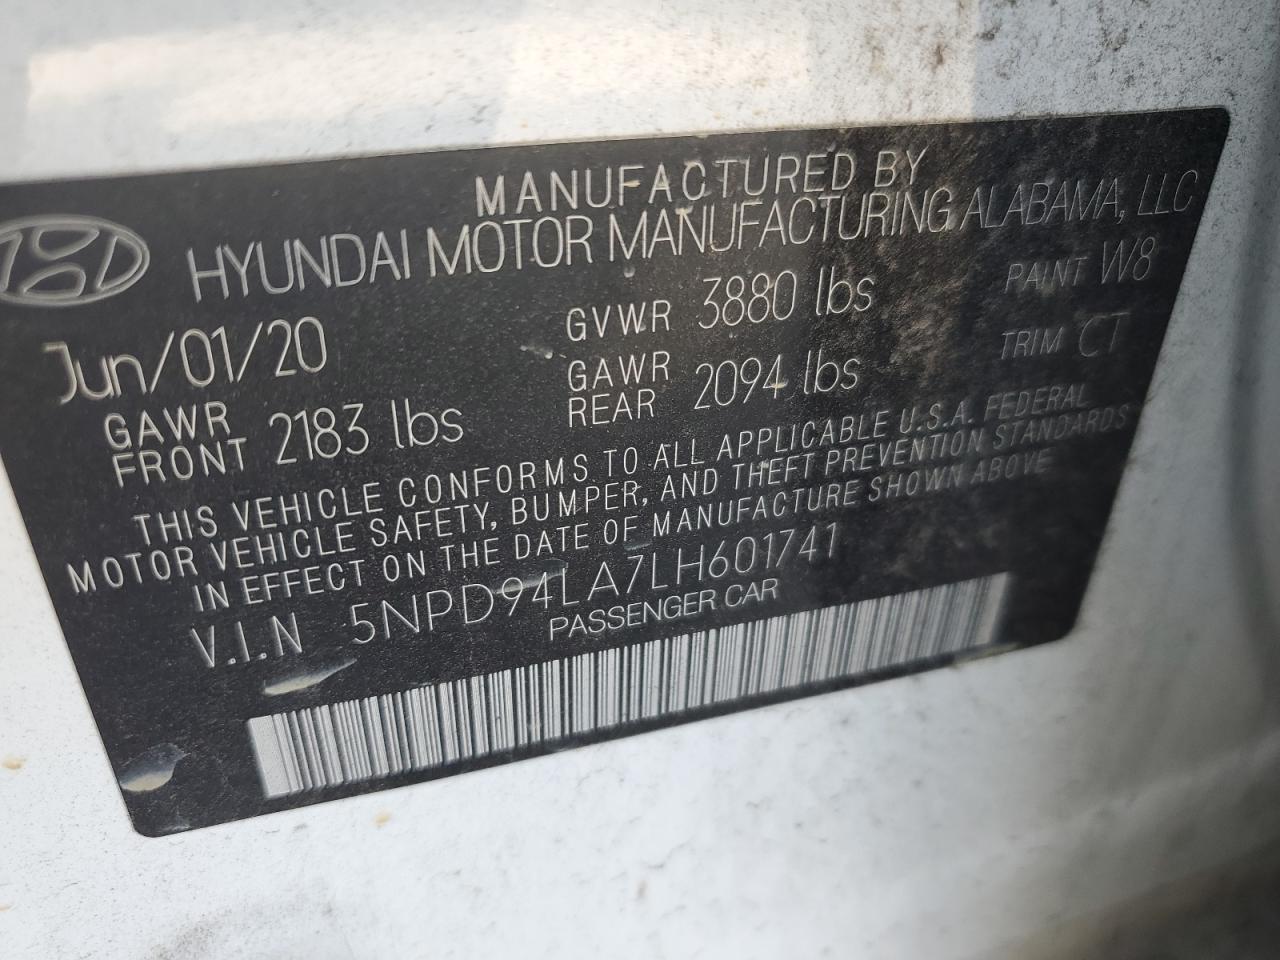 MANUFACTURED BY
HYUNDAI MOTOR MANUFACTURING ALABAMA, LLC
Jun/01/20
GVWR 3880 lbs
PAINT W8
GAWR FRONT 2183 lbs
GAWR REAR 2094 lbs
TRIM CT
THIS VEHICLE CONFORMS TO ALL APPLICABLE U.S.A. FEDERAL
MOTOR VEHICLE SAFETY, BUMPER, AND THEFT PREVENTION STANDARDS
IN EFFECT ON THE DATE OF MANUFACTURE SHOWN ABOVE
V.I.N 5NPD94LA7LH601741
PASSENGER CAR